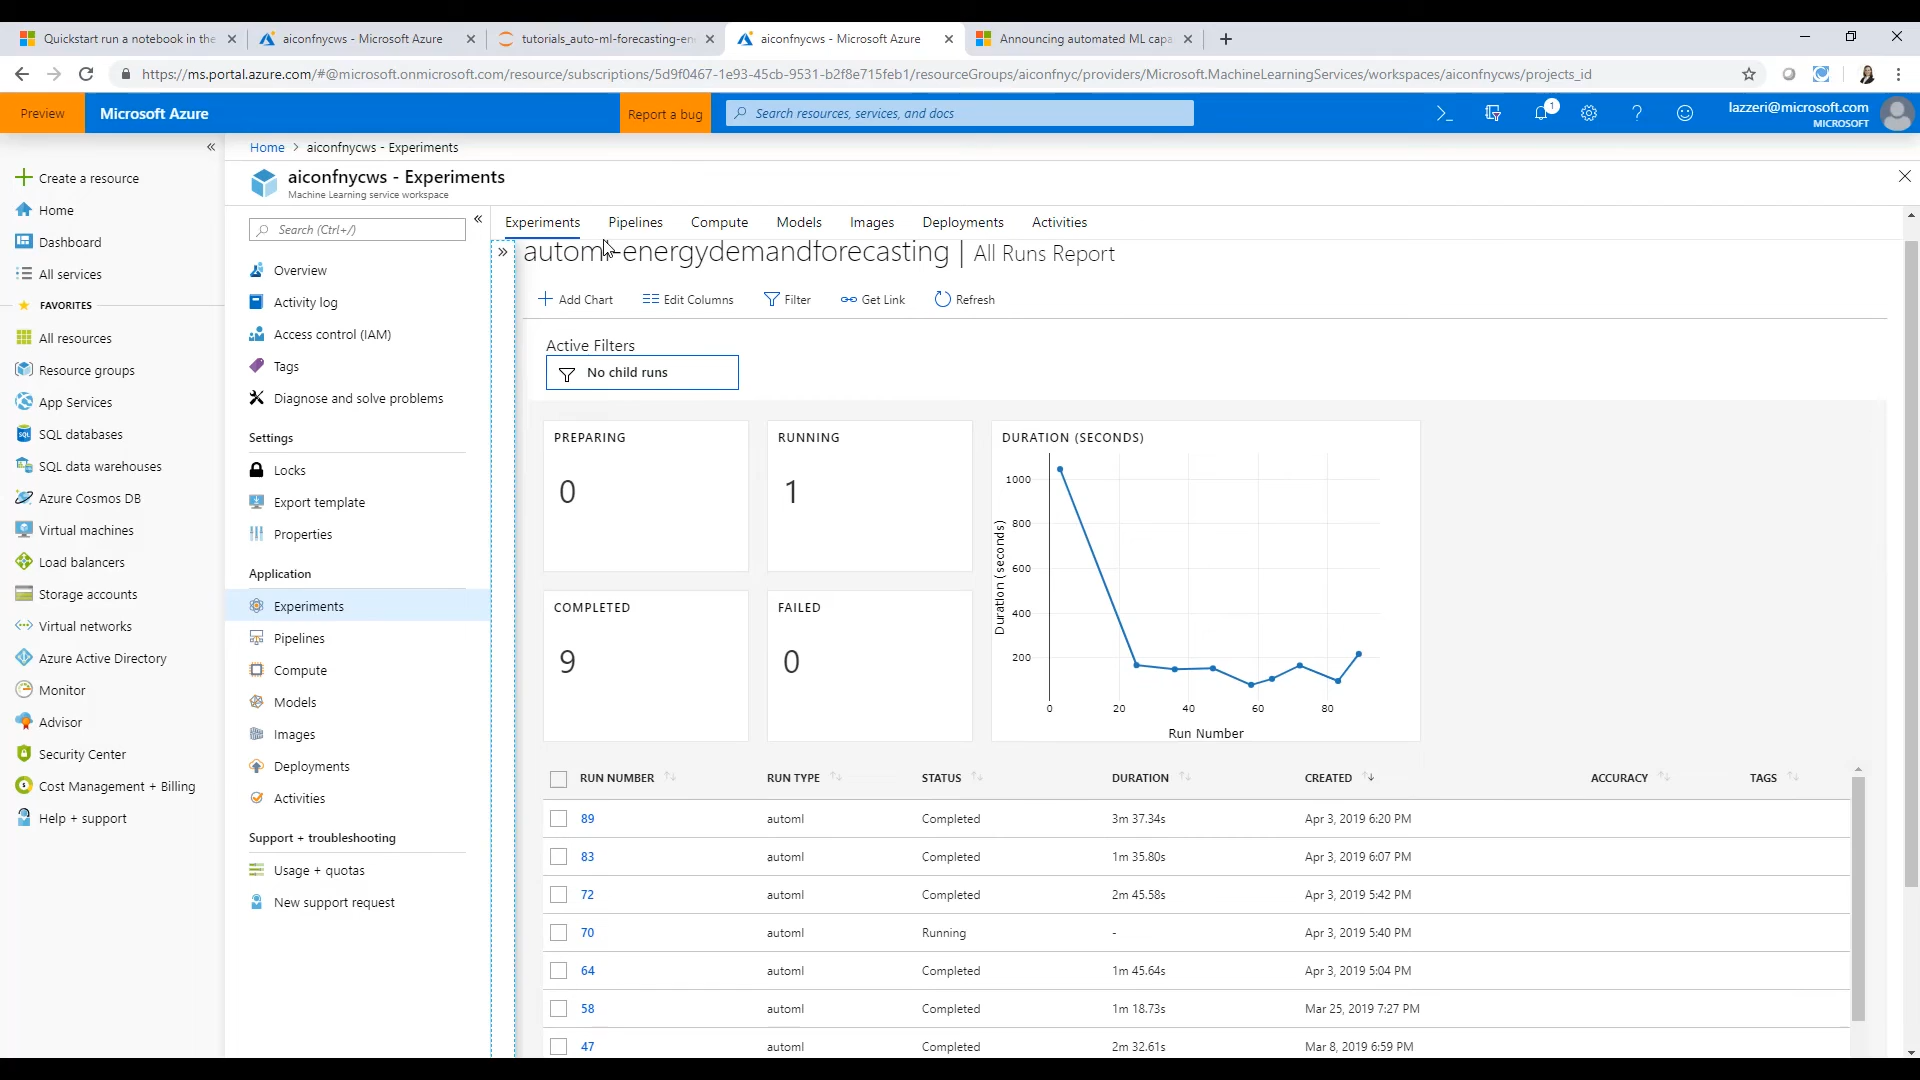 Quickstart run a notebook in the
aiconfnycws - Microsoft Azure
tutorials_auto-ml-forecasting-en
aiconfnycws - Microsoft Azure
Announcing automated ML capa
https://ms.portal.azure.com/#@microsoft.onmicrosoft.com/resource/subscriptions/5d9f0467-1e93-45cb-9531-b2f8e715feb1/resourceGroups/aiconfnyc/providers/Microsoft.MachineLearningServices/workspaces/aiconfnycws/projects_id
Preview
Microsoft Azure
Report a bug
Search resources, services, and docs
1
lazzeri@microsoft.com
MICROSOFT
Create a resource
Home
Dashboard
All services
FAVORITES
All resources
Resource groups
App Services
SQL databases
SQL data warehouses
Azure Cosmos DB
Virtual machines
Load balancers
Storage accounts
Virtual networks
Azure Active Directory
Monitor
Advisor
Security Center
Cost Management + Billing
Help + support
Home > aiconfnycws - Experiments
aiconfnycws - Experiments
Machine Learning service workspace
Search (Ctrl+/)
Overview
Activity log
Access control (IAM)
Tags
Diagnose and solve problems
Settings
Locks
Export template
Properties
Application
Experiments
Pipelines
Compute
Models
Images
Deployments
Activities
Support + troubleshooting
Usage + quotas
New support request
Experiments Pipelines Compute Models Images Deployments Activities
automl-energydemandforecasting | All Runs Report
Add Chart Edit Columns Filter Get Link Refresh
Active Filters
No child runs
PREPARING
0
RUNNING
1
COMPLETED
9
FAILED
0
DURATION (SECONDS)
1000
800
600
400
200
Duration (seconds)
0 20 40 60 80
Run Number
RUN NUMBER RUN TYPE STATUS DURATION CREATED ACCURACY TAGS
89 automl Completed 3m 37.34s Apr 3, 2019 6:20 PM
83 automl Completed 1m 35.80s Apr 3, 2019 6:07 PM
72 automl Completed 2m 45.58s Apr 3, 2019 5:42 PM
70 automl Running - Apr 3, 2019 5:40 PM
64 automl Completed 1m 45.64s Apr 3, 2019 5:04 PM
58 automl Completed 1m 18.73s Mar 25, 2019 7:27 PM
47 automl Completed 2m 32.61s Mar 8, 2019 6:59 PM